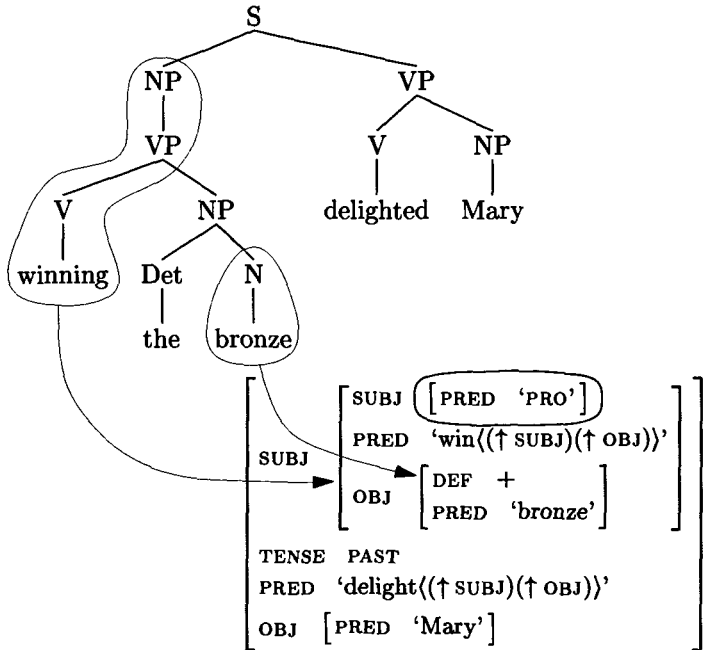 S
NP VP
VP V NP
V NP delighted Mary
winning Det N
the bronze
SUBJ [PRED ‘PRO’]
PRED ‘win⟨(↑ SUBJ)(↑ OBJ)⟩’
SUBJ
DEF +
OBJ
PRED ‘bronze’
TENSE PAST
PRED ‘delight⟨(↑ SUBJ)(↑ OBJ)⟩’
OBJ [PRED ‘Mary’]